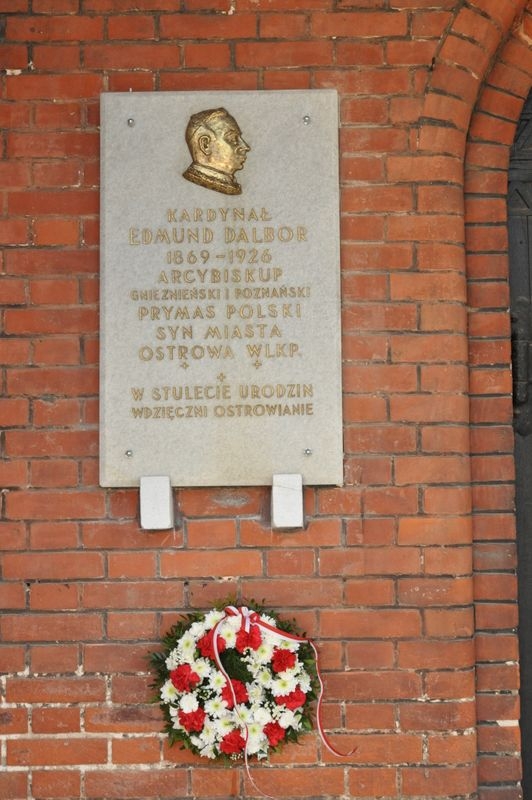 KARDYNAŁ
EDMUND DALBOR
1869-1926
ARCYBISKUP
GNIEŹNIEŃSKI I POZNAŃSKI
PRYMAS POLSKI
SYN MIASTA
OSTROWA WLKP.
W STULECIE URODZIN
WDZIĘCZNI OSTROWIANIE